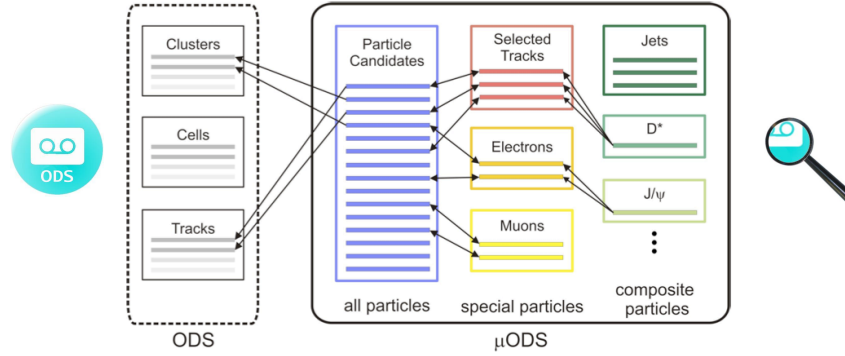 ODS
Clusters
Cells
Tracks
ODS
Particle
Candidates
all particles
Selected
Tracks
Electrons
Muons
special particles
Jets
D*
J/ψ
composite
particles
μODS